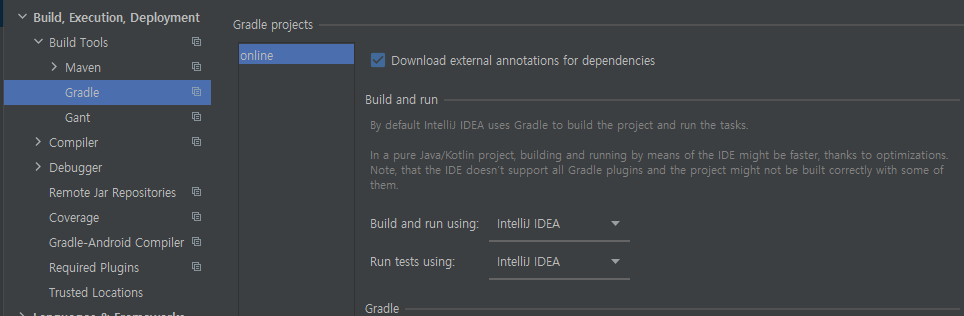 Build, Execution, Deployment
Build Tools
Maven
Gradle
Gant
Compiler
Debugger
Remote Jar Repositories
Coverage
Gradle-Android Compiler
Required Plugins
Trusted Locations
Languages & Frameworks
Gradle projects
online
Download external annotations for dependencies
Build and run
By default IntelliJ IDEA uses Gradle to build the project and run the tasks.
In a pure Java/Kotlin project, building and running by means of the IDE might be faster, thanks to optimizations.
Note, that the IDE doesn't support all Gradle plugins and the project might not be built correctly with some of
them.
Build and run using: IntelliJ IDEA
Run tests using: IntelliJ IDEA
Gradle